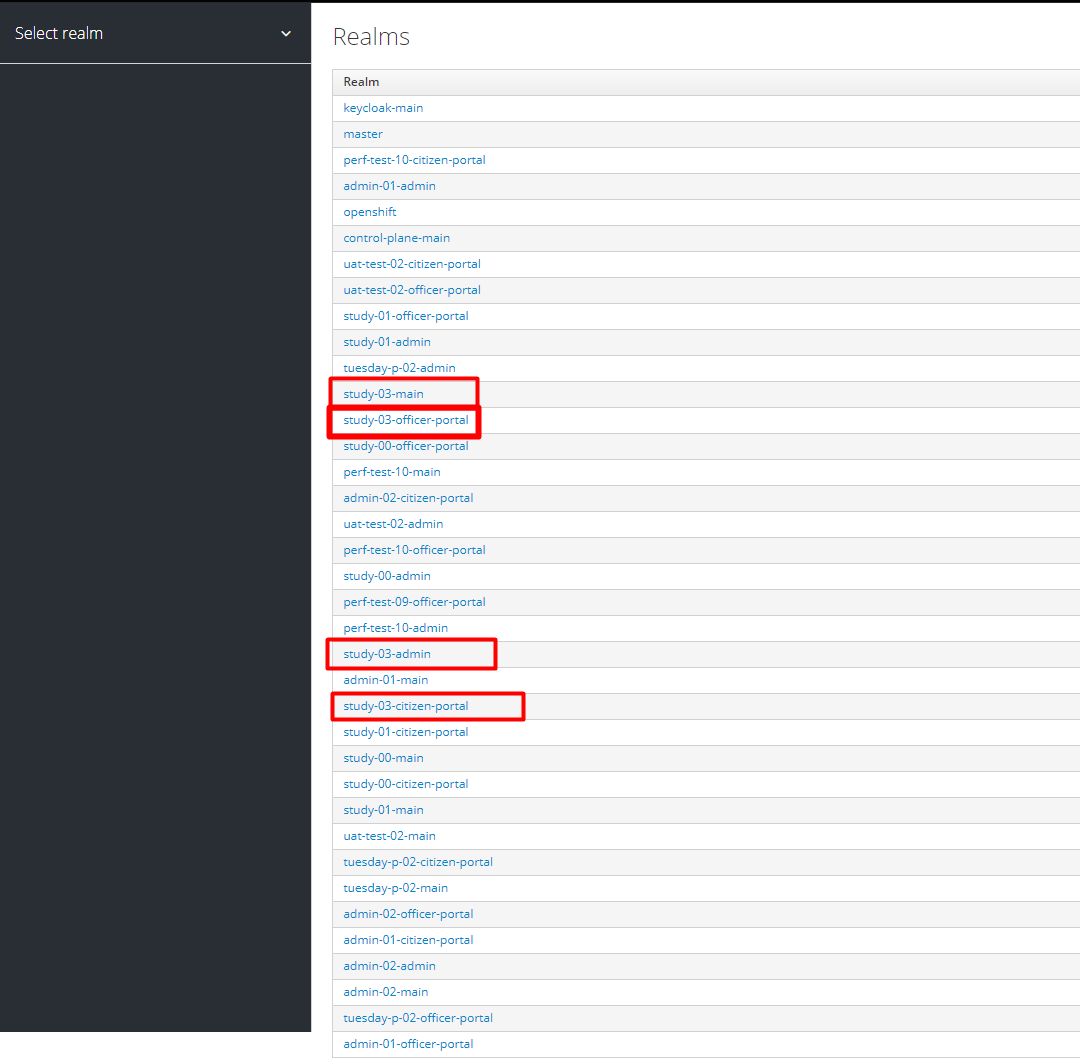 Select realm
Realms
Realm
keycloak-main
master
perf-test-10-citizen-portal
admin-01-admin
openshift
control-plane-main
uat-test-02-citizen-portal
uat-test-02-officer-portal
study-01-officer-portal
study-01-admin
tuesday-p-02-admin
study-03-main
study-03-officer-portal
study-00-officer-portal
perf-test-10-main
admin-02-citizen-portal
uat-test-02-admin
perf-test-10-officer-portal
study-00-admin
perf-test-09-officer-portal
perf-test-10-admin
study-03-admin
admin-01-main
study-03-citizen-portal
study-01-citizen-portal
study-00-main
study-00-citizen-portal
study-01-main
uat-test-02-main
tuesday-p-02-citizen-portal
tuesday-p-02-main
admin-02-officer-portal
admin-01-citizen-portal
admin-02-admin
admin-02-main
tuesday-p-02-officer-portal
admin-01-officer-portal